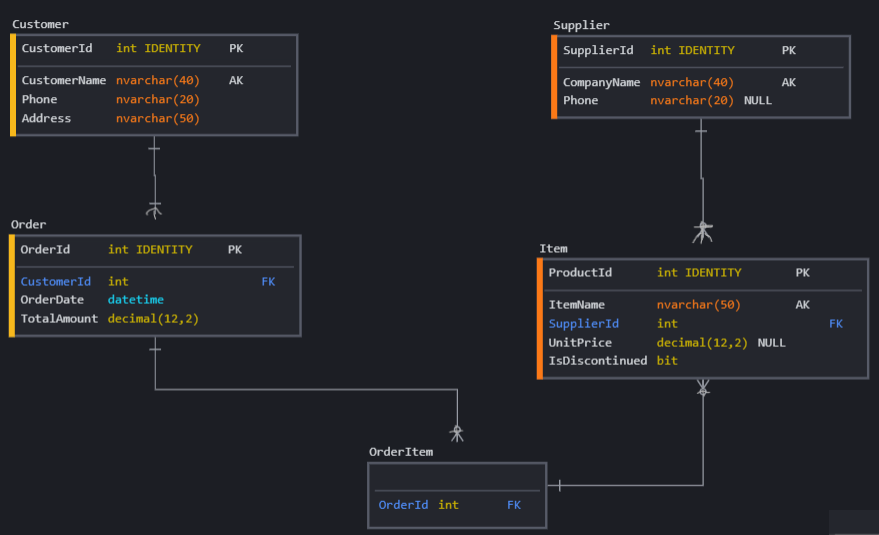 Customer
CustomerId int IDENTITY PK
CustomerName nvarchar(40) AK
Phone nvarchar(20)
Address nvarchar(50)
Supplier
SupplierId int IDENTITY PK
CompanyName nvarchar(40) AK
Phone nvarchar(20) NULL
Order
OrderId int IDENTITY PK
CustomerId int FK
OrderDate datetime
TotalAmount decimal(12,2)
Item
ProductId int IDENTITY PK
ItemName nvarchar(50) AK
SupplierId int FK
UnitPrice decimal(12,2) NULL
IsDiscontinued bit
OrderItem
OrderId int FK